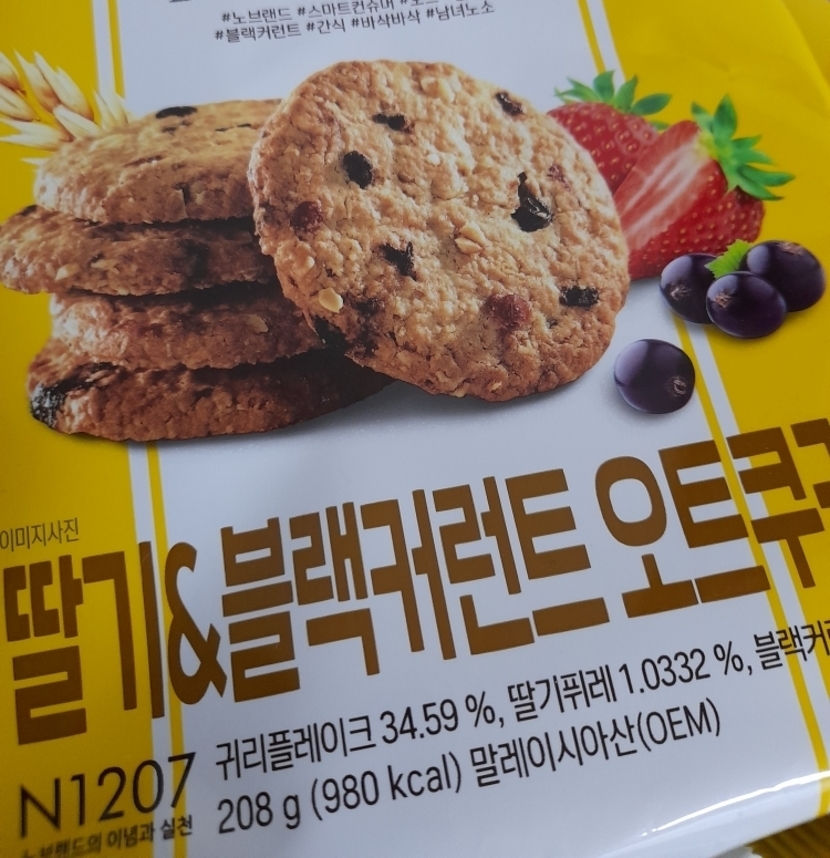 #노브랜드 #스마트컨슈머
#블랙커런트 #간식 #바삭바삭 #남녀노소
이미지사진
딸기&블랙커런트 오트쿠
귀리플레이크 34.59 %, 딸기퓌레 1.0332 %, 블랙커
N1207
208 g (980 kcal) 말레이시아산(OEM)
노브랜드의 이념과 실천